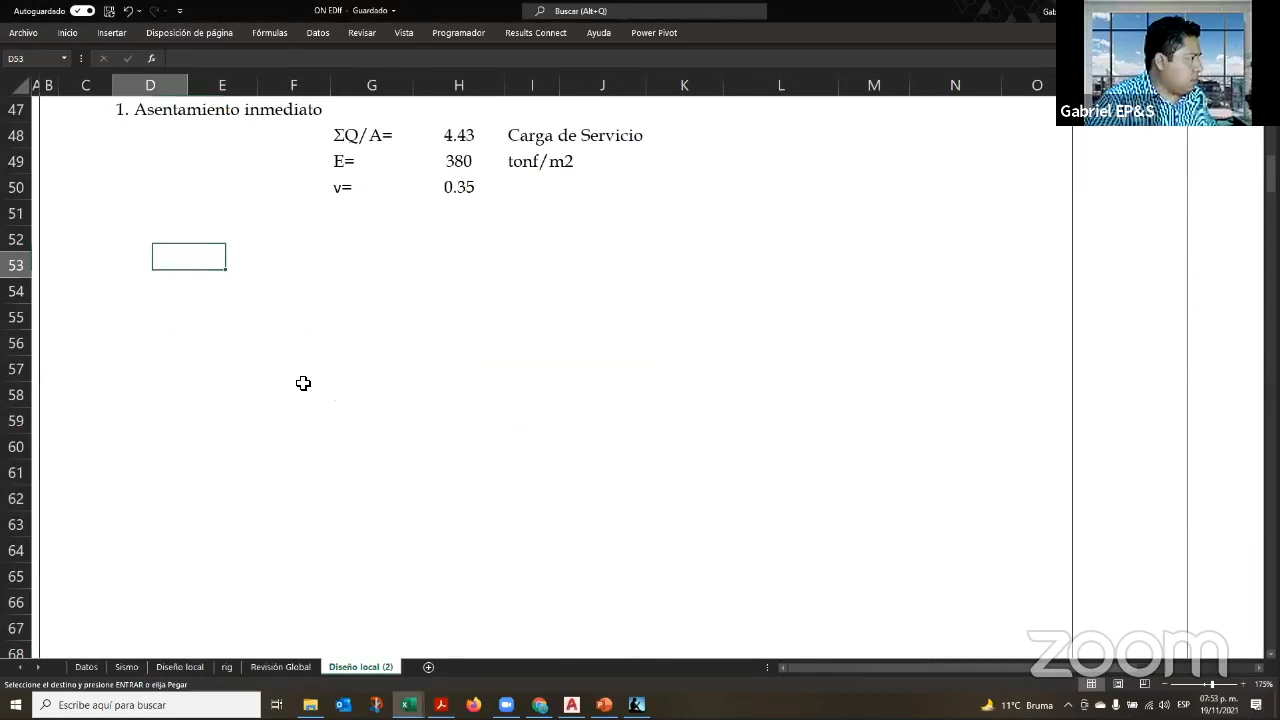 Autoguardado
ON EDIF - Guardado
Buscar (Alt+Q)
Gab
Archivo Inicio Insertar Disposición de página Fórmulas Datos Revisar Vista Programador Results Connect Ayuda Power Pivot
D53 fx
A B C D E F G H I J K L M N O
Gabriel EP&S
47 1. Asentamiento inmediato
48 ΣQ/A= 4.43 Carga de Servicio
49 E= 380 tonf/m2
50 ν= 0.35
51
52
53
54
55
56
57
58
59
60
61
62
63
64
65
66
67
68
zoom
Datos Sismo Diseño local rig Revisión Global Diseño local (2)
Seleccione el destino y presione ENTRAR o elija Pegar
175%
Escribe aquí para buscar
11°C Bruma
ESP
07:53 p. m.
19/11/2021